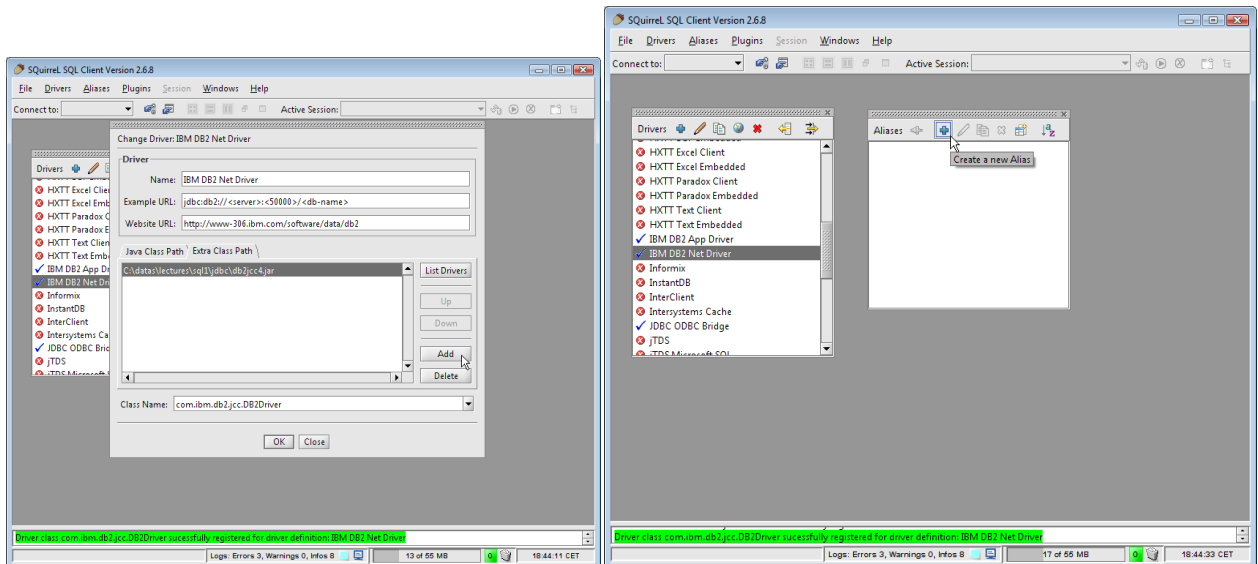 SQuirreL SQL Client Version 2.6.8
File Drivers Aliases Plugins Session Windows Help
Connect to: Active Session:
Change Driver: IBM DB2 Net Driver
Driver
Name: IBM DB2 Net Driver
Example URL: jdbc:db2://<server>:<50000>/<db-name>
Website URL: http://www-306.ibm.com/software/data/db2
Java Class Path Extra Class Path
C:\datas\lectures\sql1\jdbc\db2jcc4.jar
List Drivers
Up
Down
Add
Delete
Class Name: com.ibm.db2.jcc.DB2Driver
OK Close
Drivers
HXTT Excel Clie
HXTT Excel Emb
HXTT Paradox C
HXTT Paradox E
HXTT Text Clien
HXTT Text Emb
IBM DB2 App D
IBM DB2 Net Dri
Informix
InstantDB
InterClient
Intersystems Ca
JDBC ODBC Bric
jTDS
Driver class com.ibm.db2.jcc.DB2Driver sucessfully registered for driver definition: IBM DB2 Net Driver
Logs: Errors 3, Warnings 0, Infos 8 13 of 55 MB 0 18:44:11 CET
SQuirreL SQL Client Version 2.6.8
File Drivers Aliases Plugins Session Windows Help
Connect to: Active Session:
Drivers
HXTT Excel Client
HXTT Excel Embedded
HXTT Paradox Client
HXTT Paradox Embedded
HXTT Text Client
HXTT Text Embedded
IBM DB2 App Driver
IBM DB2 Net Driver
Informix
InstantDB
InterClient
Intersystems Cache
JDBC ODBC Bridge
jTDS
jTDS Microsoft SQL
Aliases
Create a new Alias
Driver class com.ibm.db2.jcc.DB2Driver sucessfully registered for driver definition: IBM DB2 Net Driver
Logs: Errors 3, Warnings 0, Infos 8 17 of 55 MB 0 18:44:33 CET